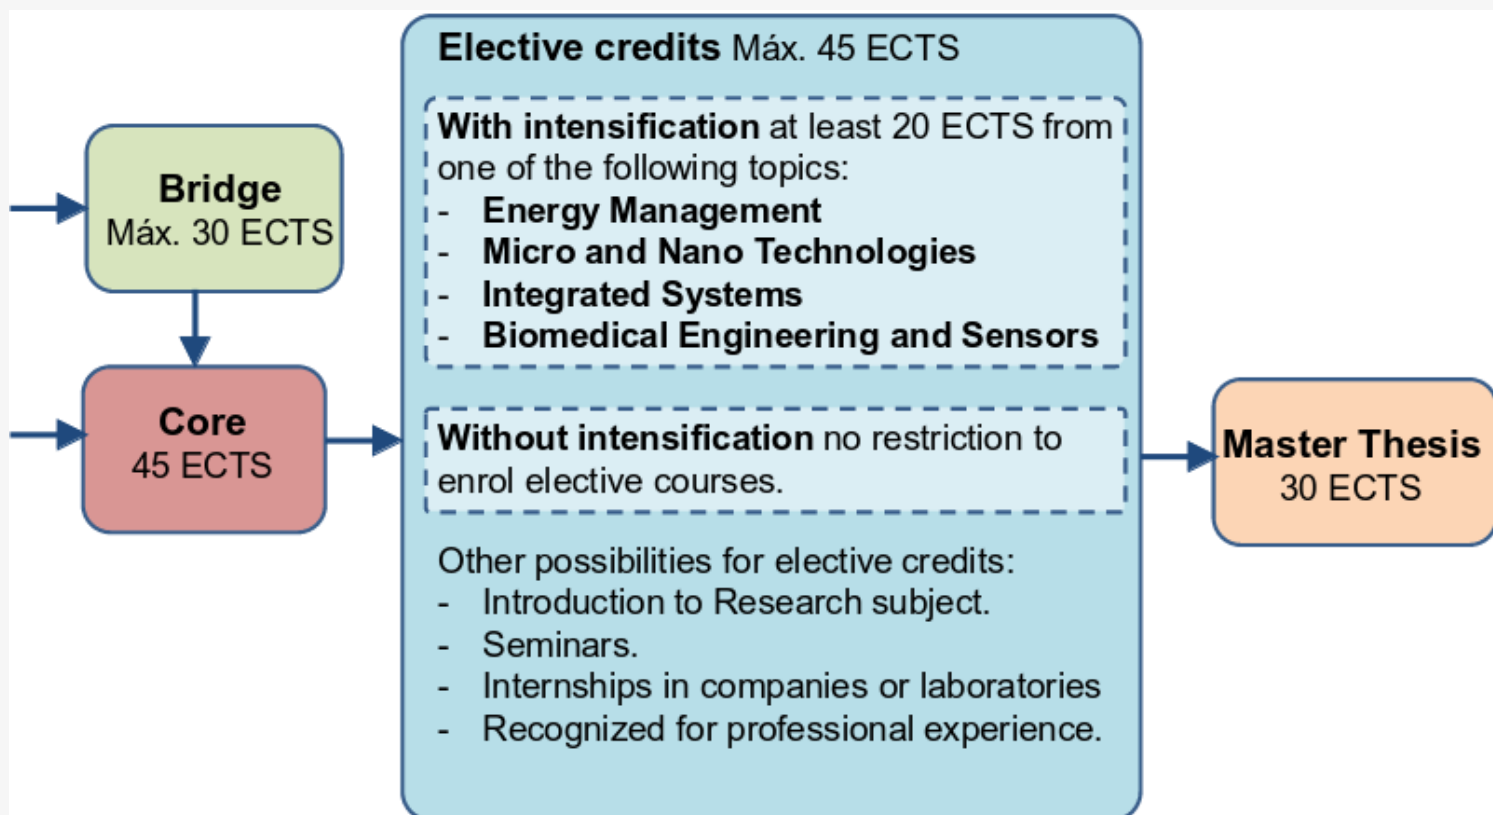 Bridge
Máx. 30 ECTS
Core
45 ECTS
Elective credits Máx. 45 ECTS
With intensification at least 20 ECTS from
one of the following topics:
- Energy Management
- Micro and Nano Technologies
- Integrated Systems
- Biomedical Engineering and Sensors
Without intensification no restriction to
enrol elective courses.
Other possibilities for elective credits:
- Introduction to Research subject.
- Seminars.
- Internships in companies or laboratories
- Recognized for professional experience.
Master Thesis
30 ECTS